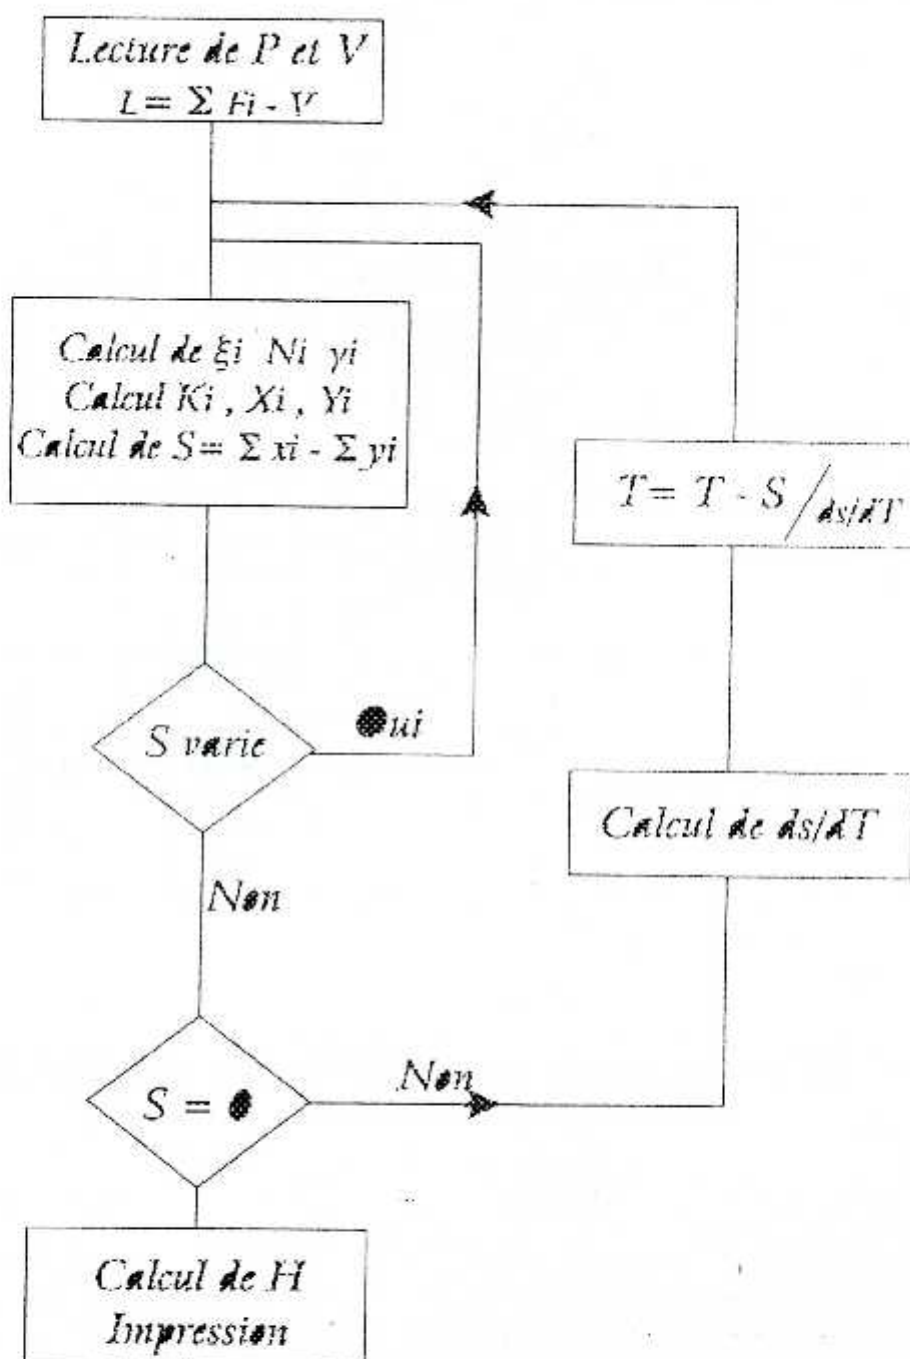 Lecture de P et V
L = Σ Fi - V
Calcul de ξi Ni γi
Calcul Ki , Xi , Yi
Calcul de S = Σ xi - Σ yi
T = T - S / ds/dT
S varie
Oui
Calcul de ds/dT
Non
S = 0
Non
Calcul de H
Impression